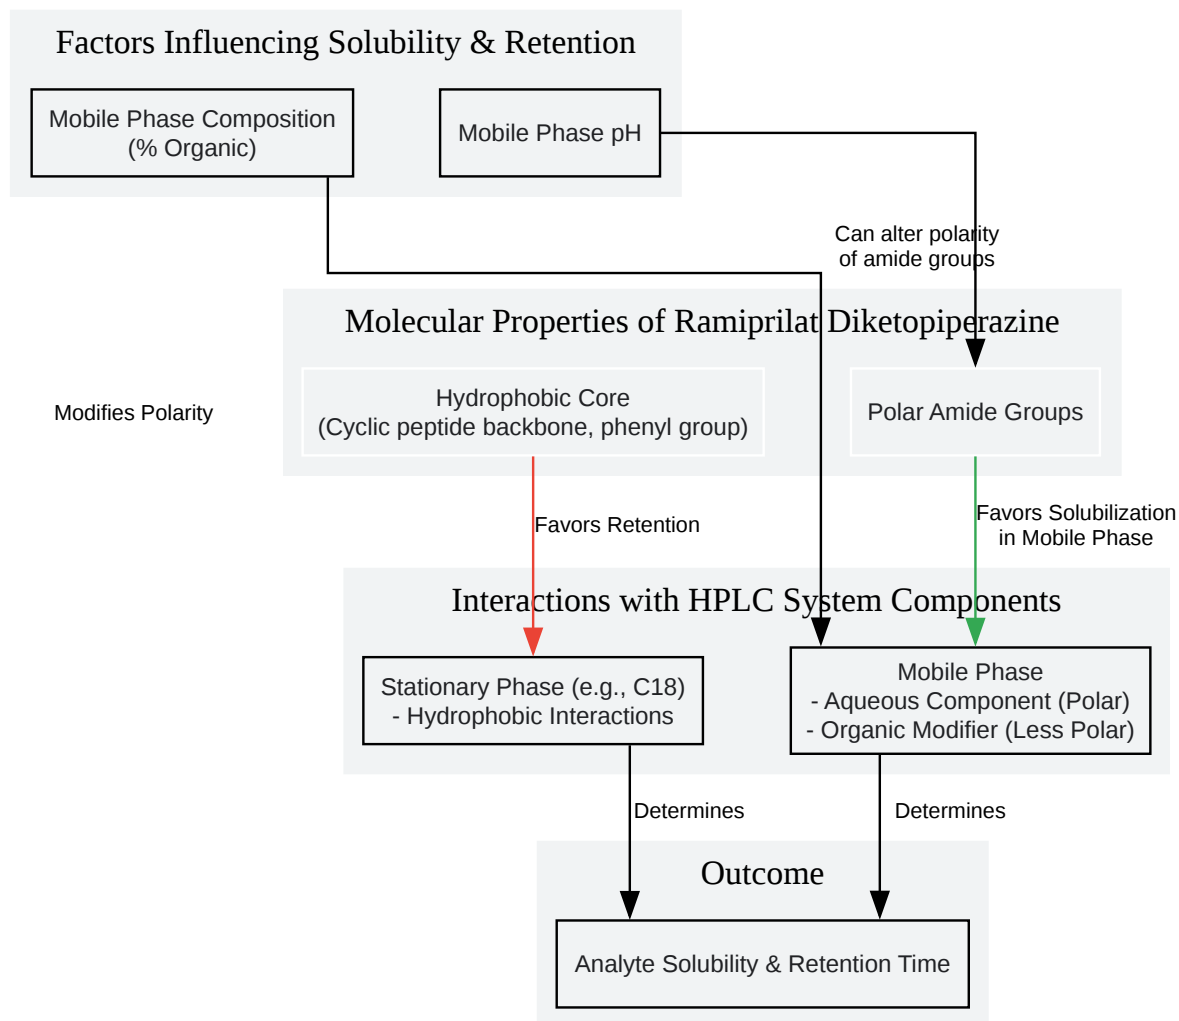 Factors Influencing Solubility & Retention
Mobile Phase Composition
(% Organic)
Mobile Phase pH
Can alter polarity
of amide groups
Molecular Properties of Ramiprilat Diketopiperazine
Modifies Polarity
Hydrophobic Core
(Cyclic peptide backbone, phenyl group)
Polar Amide Groups
Favors Retention
Favors Solubilization
in Mobile Phase
Interactions with HPLC System Components
Stationary Phase (e.g., C18)
- Hydrophobic Interactions
Mobile Phase
- Aqueous Component (Polar)
- Organic Modifier (Less Polar)
Determines
Determines
Outcome
Analyte Solubility & Retention Time